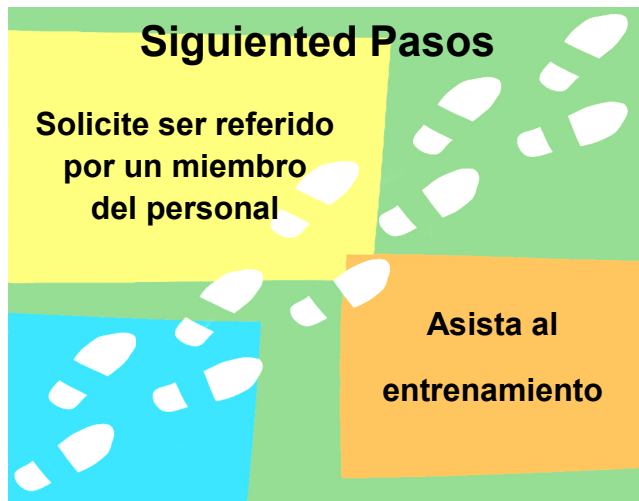 Siguiented Pasos
Solicite ser referido
por un miembro
del personal
Asista al
entrenamiento